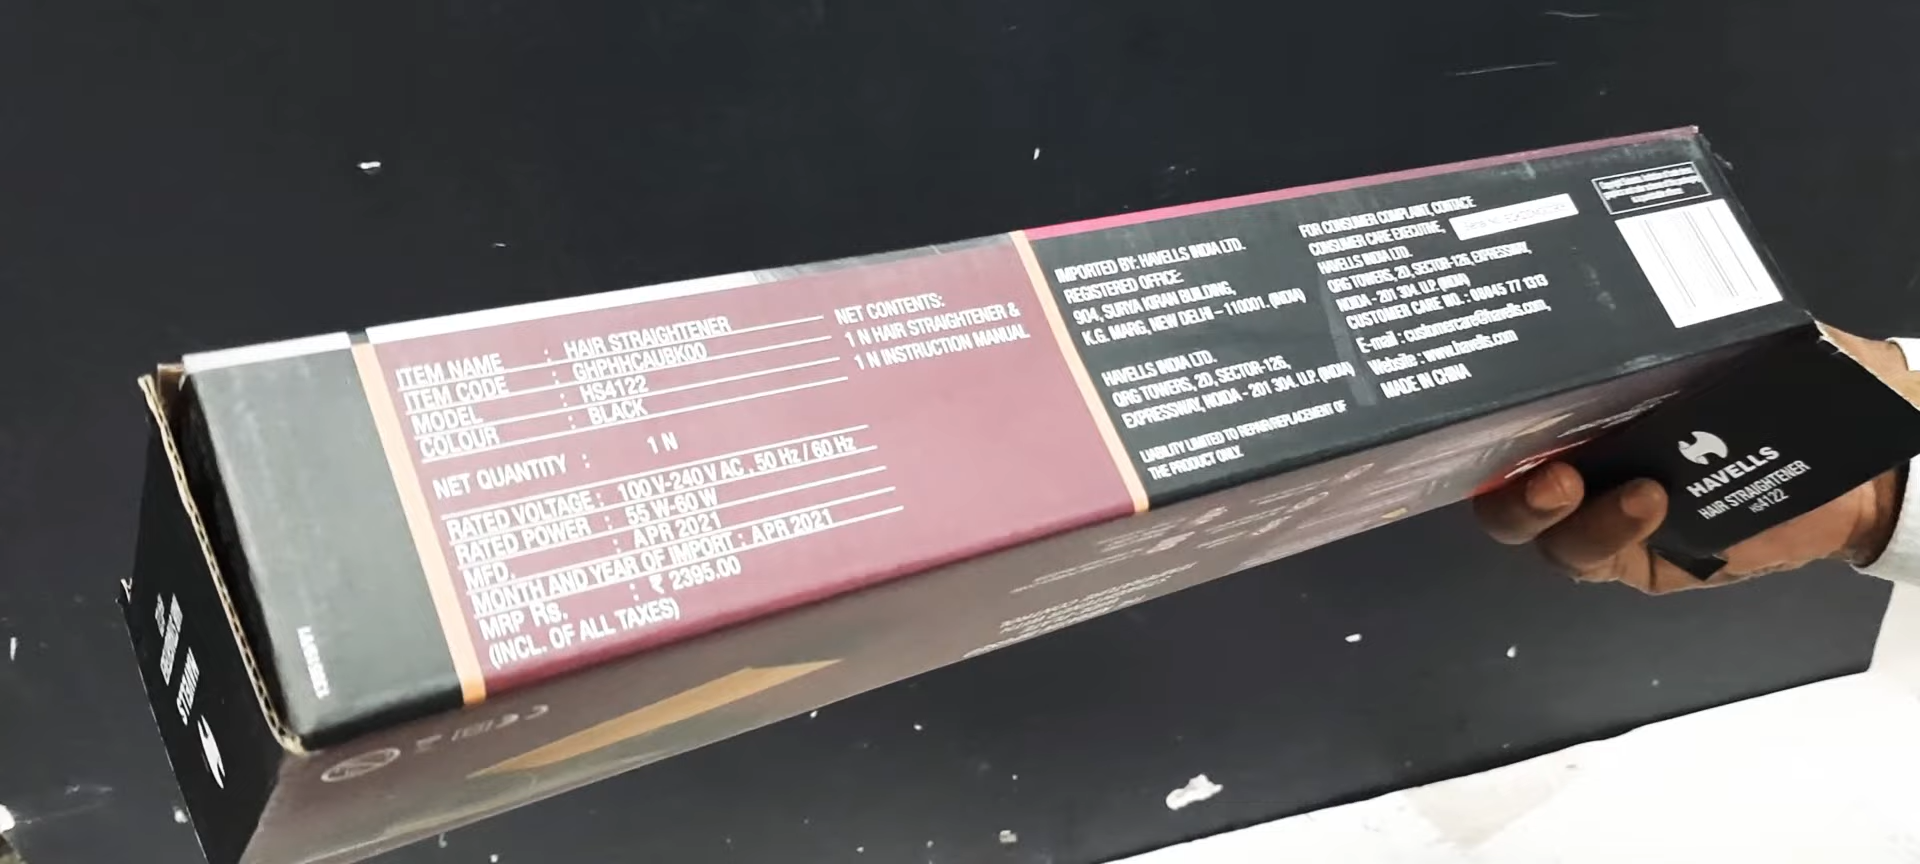 ITEM NAME : HAIR STRAIGHTENER
ITEM CODE : GHPHHCAUBK00
MODEL : HS4122
COLOUR : BLACK
NET QUANTITY : 1 N
RATED VOLTAGE : 100 V-240 V AC , 50 Hz / 60 Hz
RATED POWER : 55 W-60 W
MFD. : APR 2021
MONTH AND YEAR OF IMPORT : APR 2021
MRP Rs. : ₹ 2395.00
(INCL. OF ALL TAXES)
NET CONTENTS:
1 N HAIR STRAIGHTENER &
1 N INSTRUCTION MANUAL
IMPORTED BY: HAVELLS INDIA LTD.
REGISTERED OFFICE:
904, SURYA KIRAN BUILDING,
K.G. MARG, NEW DELHI – 110001. (INDIA)
HAVELLS INDIA LTD.
QRG TOWERS, 2D, SECTOR-126,
EXPRESSWAY, NOIDA - 201 304. U.P. (INDIA)
LIABILITY LIMITED TO REPAIR/REPLACEMENT OF
THE PRODUCT ONLY.
FOR CONSUMER COMPLAINT, CONTACE
CONSUMER CARE EXECUTIVE,
HAVELLS INDIA LTD.
QRG TOWERS, 2D, SECTOR-126, EXPRESSWAY,
NOIDA - 201 304. U.P. (INDIA)
CUSTOMER CARE NO. : 08045 77 1313
E-mail : customercare@havells.com,
Website : www.havells.com
MADE IN CHINA
HAVELLS
HAIR STRAIGHTENER
HS4122